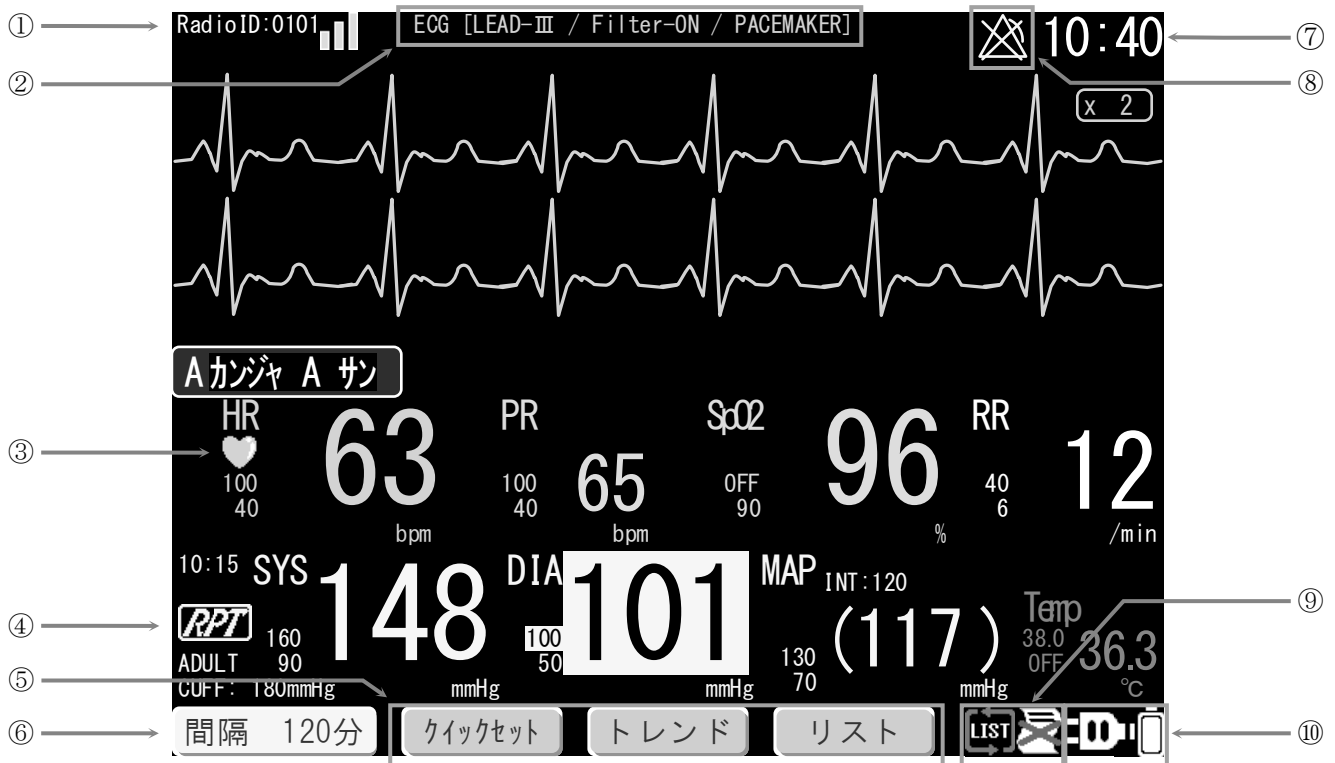 ① RadioID:0101 ECG [LEAD-Ⅲ / Filter-ON / PACEMAKER] 10:40 ⑦
② ⑧
x 2
A カンジャ A サン
HR 63 bpm
③
100
40
PR 65 bpm
100
40
SpO2 96 %
OFF
90
RR 12 /min
40
6
10:15 SYS 148 mmHg
④ RPT
160
90
ADULT
CUFF: 180mmHg
DIA 101 mmHg
100
50
MAP INT:120
(117) mmHg
130
70
Temp 36.3 ℃
38.0
OFF
⑨
⑤
⑥ 間隔 120分 クイックセット トレンド リスト LIST ⑩